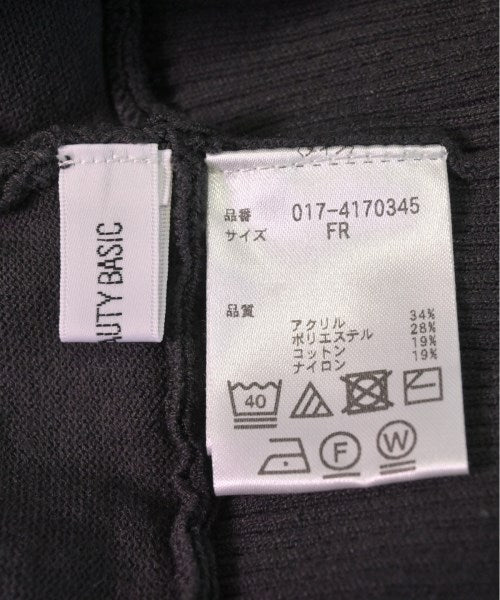 AUTY BASIC
品番 017-4170345
サイズ FR
品質
アクリル 34%
ポリエステル 28%
コットン 19%
ナイロン 19%
40
F W